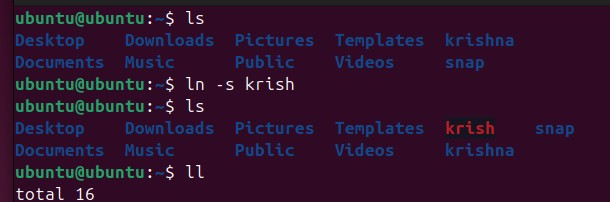 ubuntu@ubuntu:~$ ls
Desktop    Downloads  Pictures  Templates  krishna
Documents  Music      Public    Videos     snap
ubuntu@ubuntu:~$ ln -s krish
ubuntu@ubuntu:~$ ls
Desktop    Downloads  Pictures  Templates  krish    snap
Documents  Music      Public    Videos     krishna
ubuntu@ubuntu:~$ ll
total 16